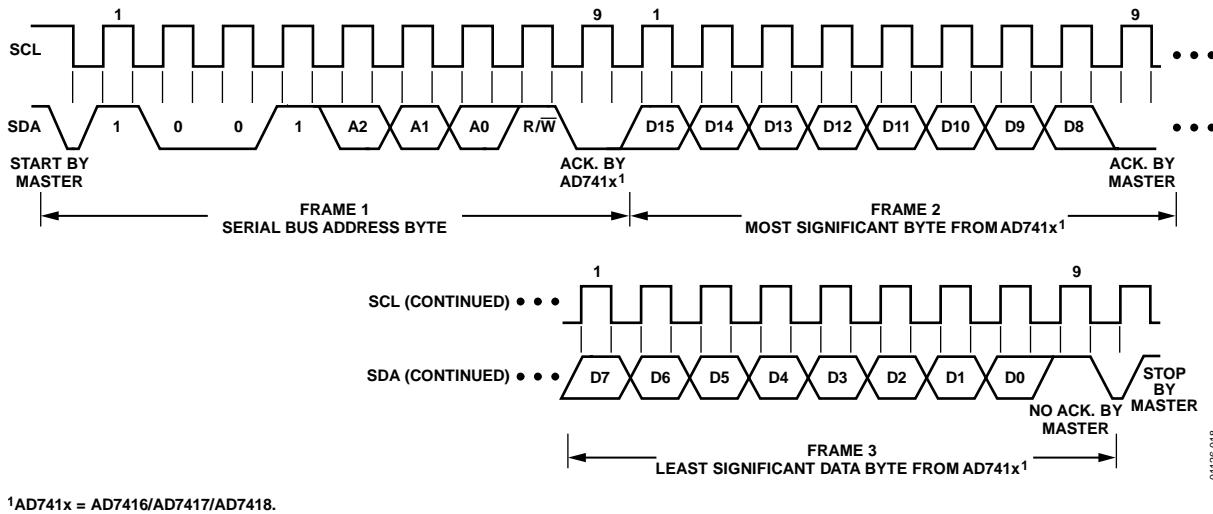 1 9 1 9
SCL
SDA 1 0 0 1 A2 A1 A0 R/W̅ D15 D14 D13 D12 D11 D10 D9 D8
START BY
MASTER
ACK. BY
AD741x¹
ACK. BY
MASTER
FRAME 1
SERIAL BUS ADDRESS BYTE
FRAME 2
MOST SIGNIFICANT BYTE FROM AD741x¹
1 9
SCL (CONTINUED)
SDA (CONTINUED) D7 D6 D5 D4 D3 D2 D1 D0
NO ACK. BY
MASTER
STOP
BY
MASTER
FRAME 3
LEAST SIGNIFICANT DATA BYTE FROM AD741x¹
¹AD741x = AD7416/AD7417/AD7418.